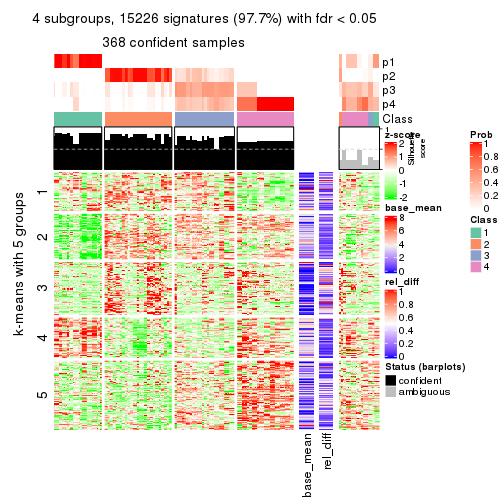 4 subgroups, 15226 signatures (97.7%) with fdr < 0.05
368 confident samples
p1
p2
p3
p4
Class
1
Silhouette
score
z-score
2
1
0
-1
-2
Prob
1
0.8
0.6
0.4
0.2
0
base_mean
8
6
4
2
0
Class
1
2
3
4
rel_diff
1
0.8
0.6
0.4
0.2
0
Status (barplots)
confident
ambiguous
k-means with 5 groups
1
2
3
4
5
base_mean
rel_diff